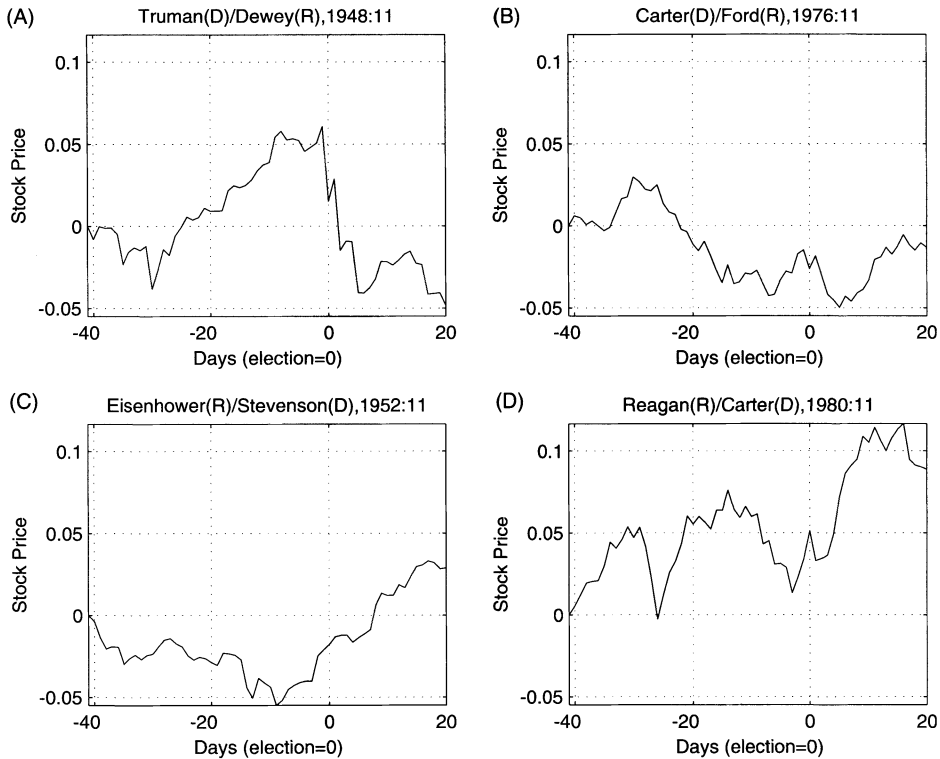 (A) Truman(D)/Dewey(R),1948:11
0.1
0.05
0
-0.05
Stock Price
-40 -20 0 20
Days (election=0)
(B) Carter(D)/Ford(R),1976:11
0.1
0.05
0
-0.05
Stock Price
-40 -20 0 20
Days (election=0)
(C) Eisenhower(R)/Stevenson(D),1952:11
0.1
0.05
0
-0.05
Stock Price
-40 -20 0 20
Days (election=0)
(D) Reagan(R)/Carter(D),1980:11
0.1
0.05
0
-0.05
Stock Price
-40 -20 0 20
Days (election=0)